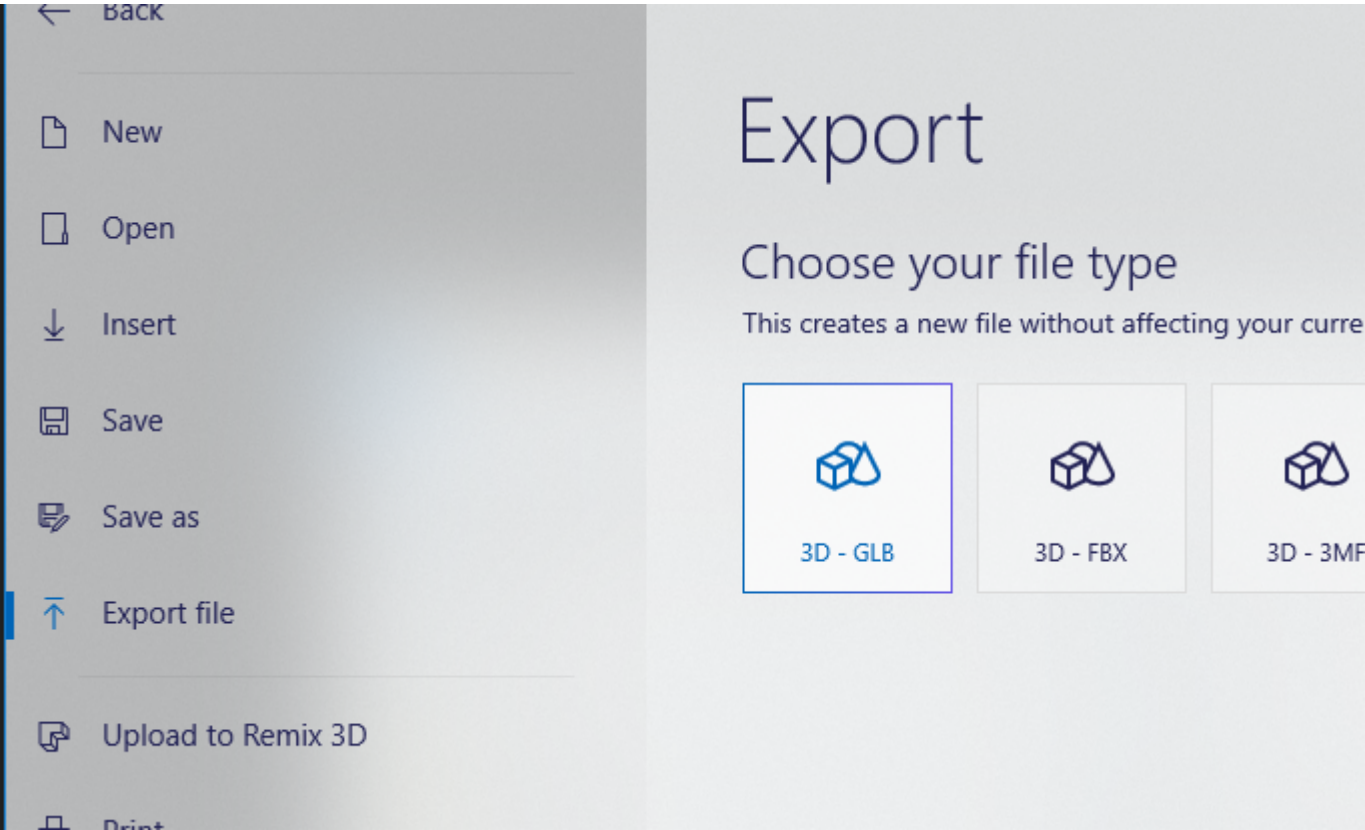 Back
New
Open
Insert
Save
Save as
Export file
Upload to Remix 3D
Print
Export
Choose your file type
This creates a new file without affecting your curre
3D - GLB
3D - FBX
3D - 3MF